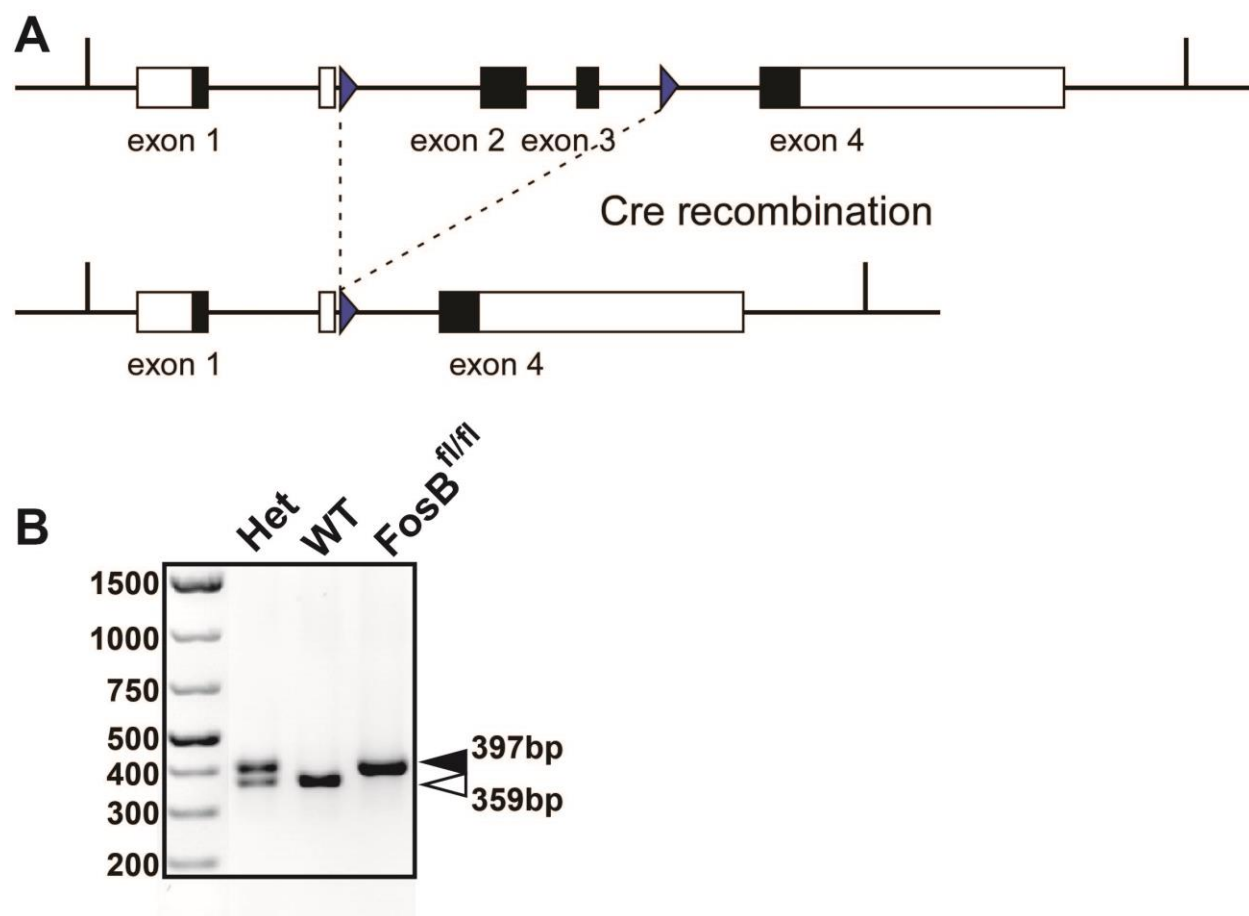 A
exon 1
exon 2
exon 3
exon 4
Cre recombination
exon 1
exon 4
B
Het
WT
FosB fl/fl
1500
1000
750
500
400
300
200
397bp
359bp